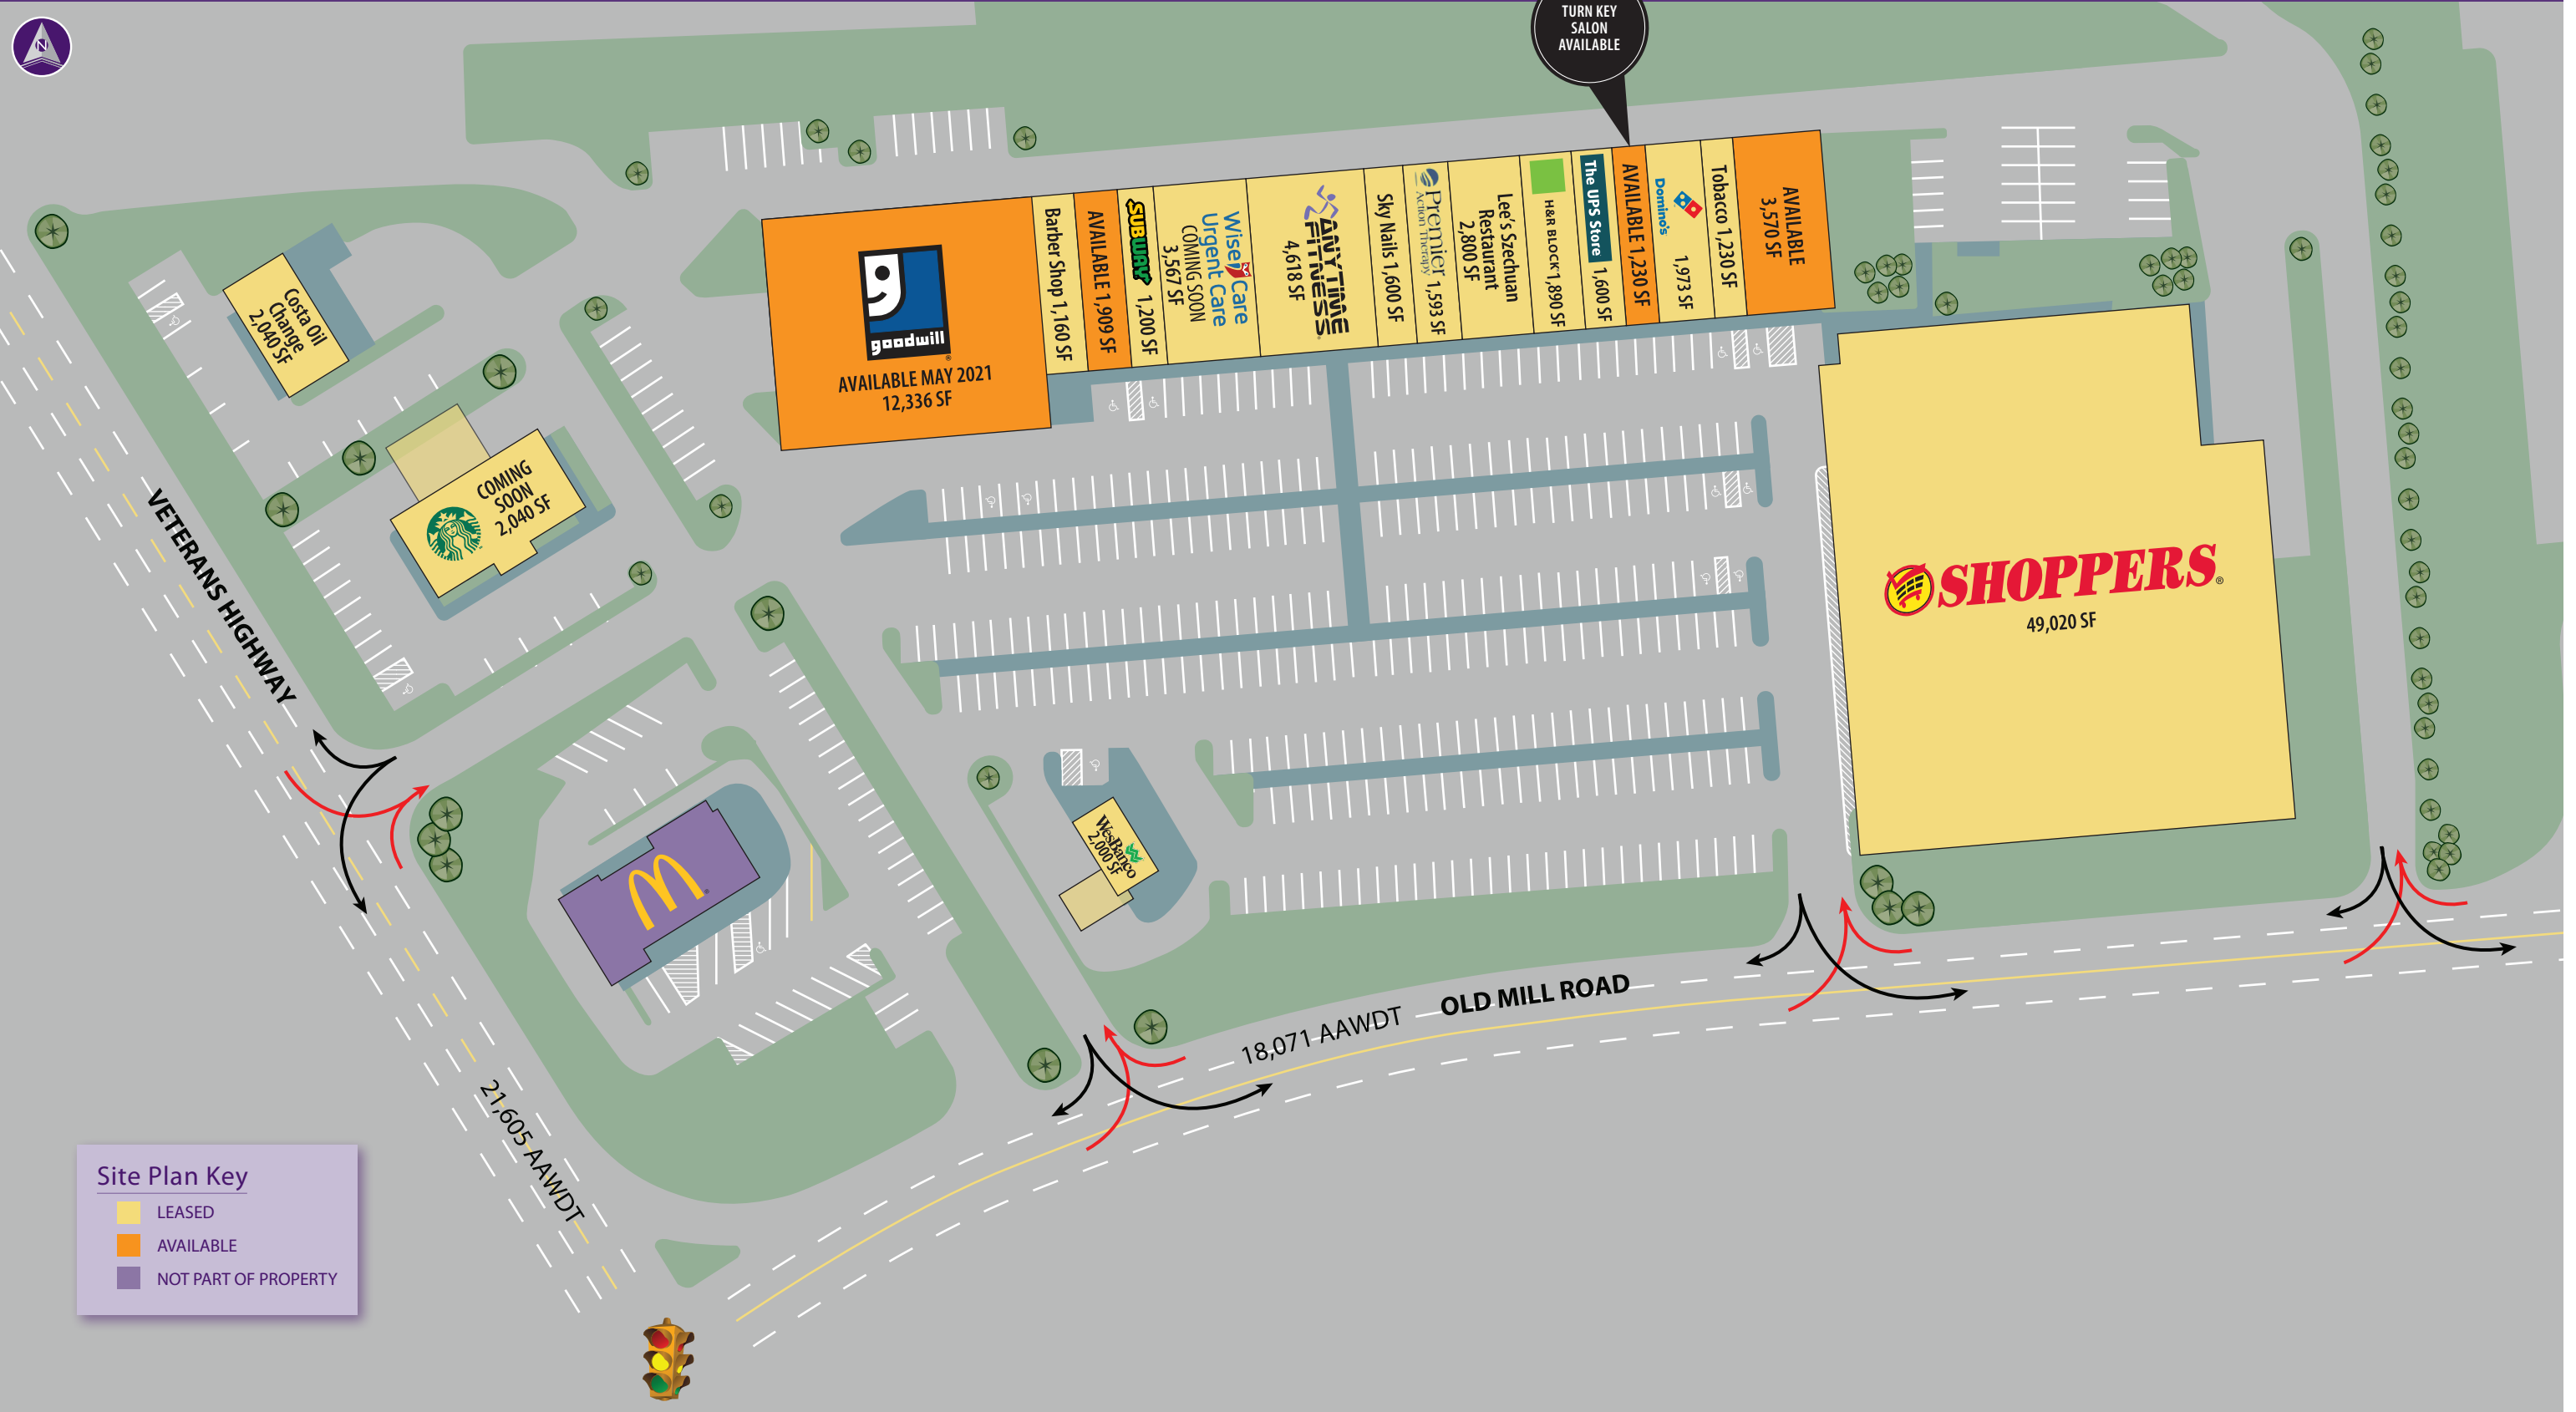 N
TURN KEY
SALON
AVAILABLE
goodwill®
AVAILABLE MAY 2021
12,336 SF
Barber Shop 1,160 SF
AVAILABLE 1,909 SF
SUBWAY 1,200 SF
WiseCare
Urgent Care
COMING SOON
3,567 SF
ANYTIME
FITNESS®
4,618 SF
Sky Nails 1,600 SF
Premier 1,593 SF
Action Therapy
Lee's Szechuan
Restaurant
2,800 SF
H&R BLOCK® 1,890 SF
The UPS Store 1,600 SF
AVAILABLE 1,230 SF
Domino's
1,973 SF
Tobacco 1,230 SF
AVAILABLE
3,570 SF
Costa Oil
Change
2,040 SF
COMING
SOON
2,040 SF
SHOPPERS®
49,020 SF
WesBanco
2,000 SF
VETERANS HIGHWAY
21,605 AAWDT
18,071 AAWDT
OLD MILL ROAD
Site Plan Key
LEASED
AVAILABLE
NOT PART OF PROPERTY